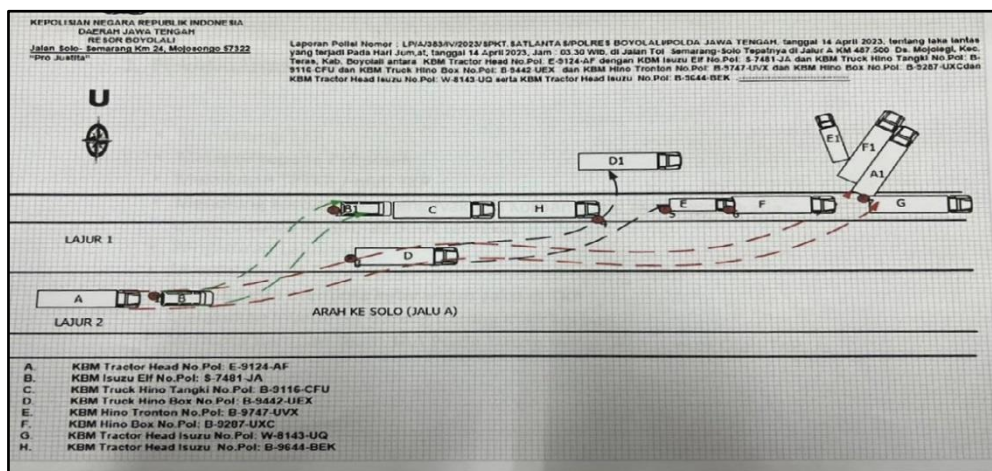 KEPOLISIAN NEGARA REPUBLIK INDONESIA
DAERAH JAWA TENGAH
RESOR BOYOLALI
Jalan Solo- Semarang Km 24, Mojosongo 57322
"Pro Justitia"
Laporan Polisi Nomor : LP/A/383/IV/2023/SPKT.SATLANTAS/POLRES BOYOLALI/POLDA JAWA TENGAH, tanggal 14 April 2023, tentang laka lantas
yang terjadi Pada Hari Jum,at, tanggal 14 April 2023, Jam : 03.30 WIB, di Jalan Tol Semarang-Solo Tepatnya di Jalur A KM 487.500 Ds. Mojolegi, Kec.
Teras, Kab. Boyolali antara KBM Tractor Head No.Pol: E-9124-AF dengan KBM Isuzu Elf No.Pol: S-7481-JA dan KBM Truck Hino Tangki No.Pol: B-
9116-CFU dan KBM Truck Hino Box No.Pol: B-9442-UEX dan KBM Hino Tronton No.Pol: B-9747-UVX dan KBM Hino Box No.Pol: B-9287-UXCdan
KBM Tractor Head Isuzu No.Pol: W-8143-UQ serta KBM Tractor Head Isuzu No.Pol: B-9644-BEK
U
D1
E1
F1
A1
B1
C
H
E
F
G
5
6
LAJUR 1
D
A
B
LAJUR 2
ARAH KE SOLO (JALU A)
A. KBM Tractor Head No.Pol: E-9124-AF
B. KBM Isuzu Elf No.Pol: S-7481-JA
C. KBM Truck Hino Tangki No.Pol: B-9116-CFU
D. KBM Truck Hino Box No.Pol: B-9442-UEX
E. KBM Hino Tronton No.Pol: B-9747-UVX
F. KBM Hino Box No.Pol: B-9287-UXC
G. KBM Tractor Head Isuzu No.Pol: W-8143-UQ
H. KBM Tractor Head Isuzu No.Pol: B-9644-BEK